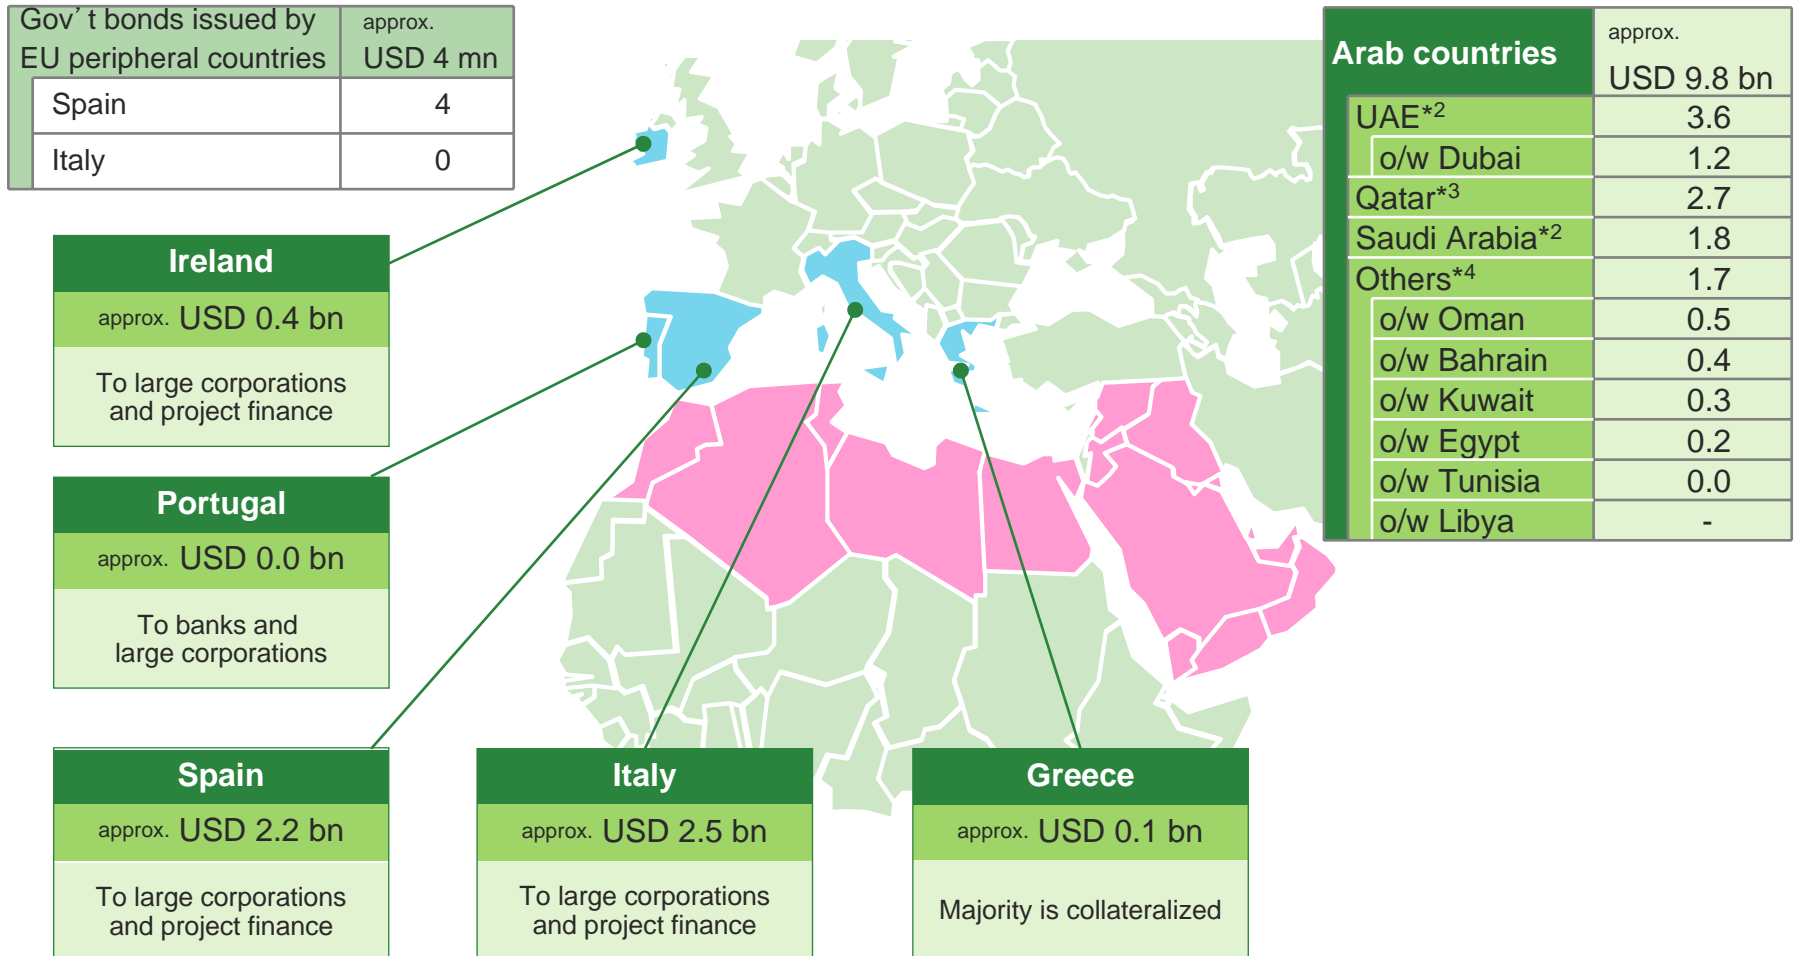 Gov’t bonds issued by
EU peripheral countries
approx.
USD 4 mn
Spain 4
Italy 0
Arab countries
approx.
USD 9.8 bn
UAE*2 3.6
o/w Dubai 1.2
Qatar*3 2.7
Saudi Arabia*2 1.8
Others*4 1.7
o/w Oman 0.5
o/w Bahrain 0.4
o/w Kuwait 0.3
o/w Egypt 0.2
o/w Tunisia 0.0
o/w Libya -
Ireland
approx. USD 0.4 bn
To large corporations
and project finance
Portugal
approx. USD 0.0 bn
To banks and
large corporations
Spain
approx. USD 2.2 bn
To large corporations
and project finance
Italy
approx. USD 2.5 bn
To large corporations
and project finance
Greece
approx. USD 0.1 bn
Majority is collateralized